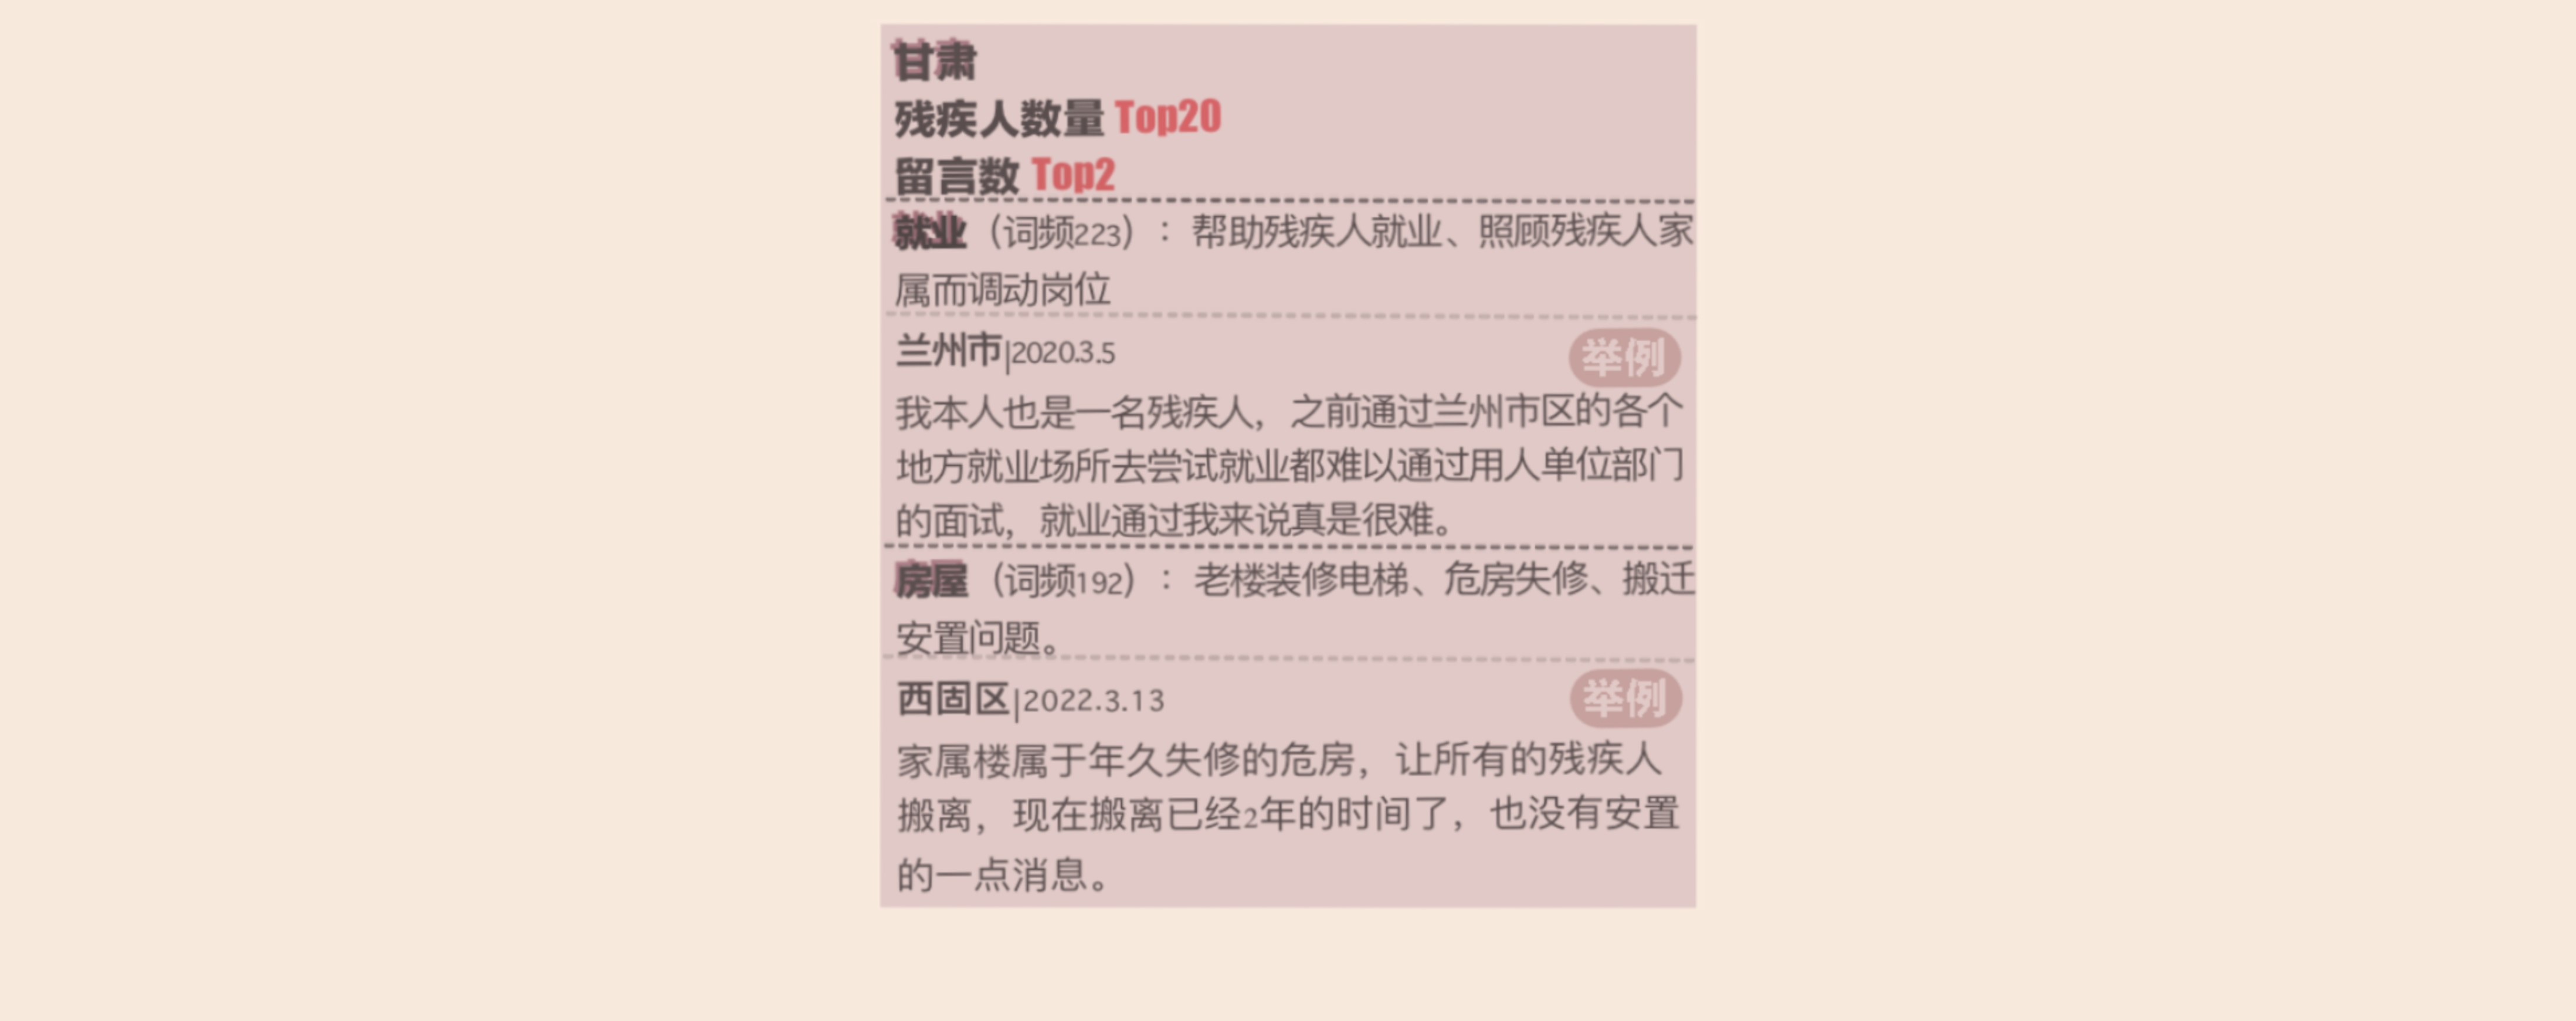 甘肃
残疾人数量 Top20
留言数 Top2
就业（词频223）：帮助残疾人就业、照顾残疾人家
属而调动岗位
兰州市|2020.3.5
举例
我本人也是一名残疾人，之前通过兰州市区的各个
地方就业场所去尝试就业都难以通过用人单位部门
的面试，就业通过我来说真是很难。
房屋（词频192）：老楼装修电梯、危房失修、搬迁
安置问题。
西固区|2022.3.13
举例
家属楼属于年久失修的危房，让所有的残疾人
搬离，现在搬离已经2年的时间了，也没有安置
的一点消息。